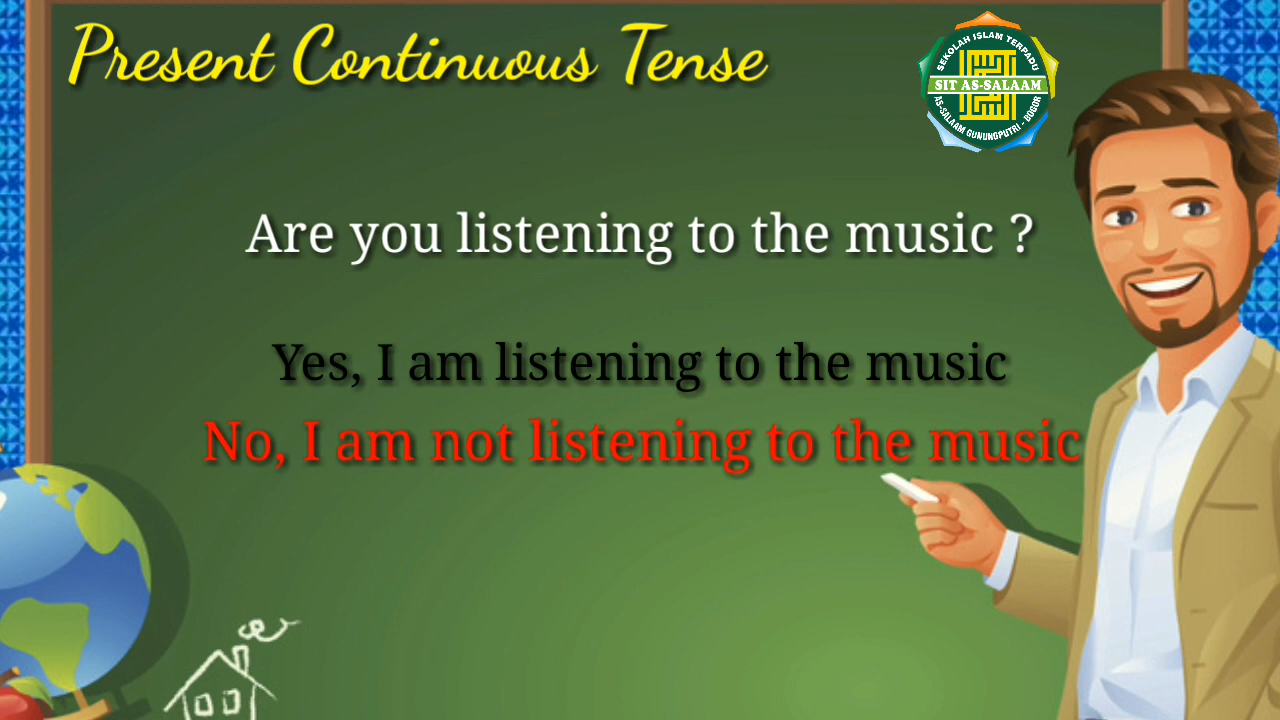 Present Continuous Tense
SEKOLAH ISLAM TERPADU
SIT AS-SALAAM
AS-SALAAM GUNUNGPUTRI - BOGOR
Are you listening to the music ?
Yes, I am listening to the music
No, I am not listening to the music